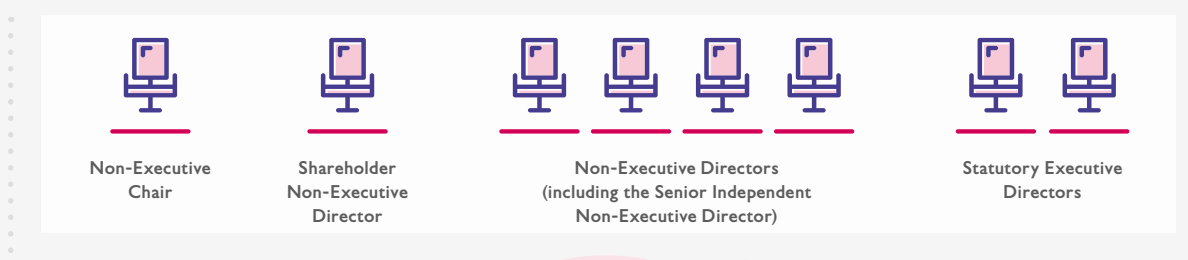 Non-Executive
Chair
Shareholder
Non-Executive
Director
Non-Executive Directors
(including the Senior Independent
Non-Executive Director)
Statutory Executive
Directors